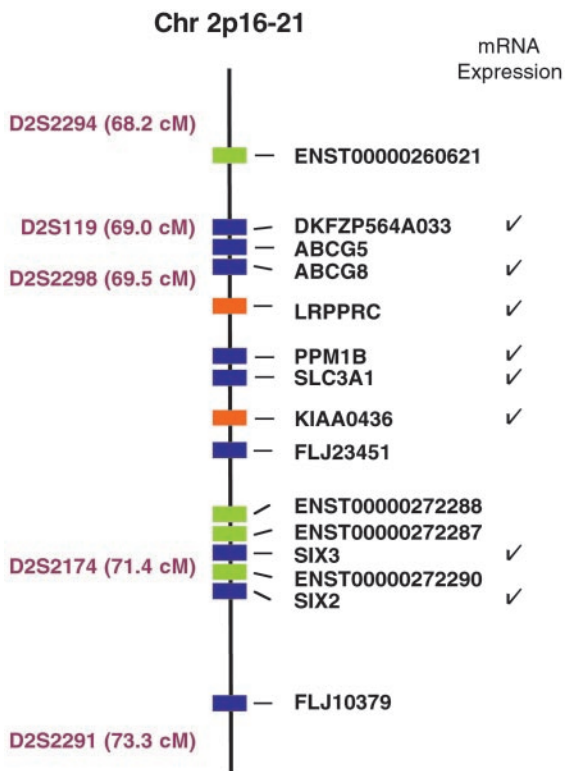 Chr 2p16-21
mRNA
Expression
D2S2294 (68.2 cM)
ENST00000260621
D2S119 (69.0 cM)
DKFZP564A033 ✓
ABCG5
D2S2298 (69.5 cM)
ABCG8 ✓
LRPPRC ✓
PPM1B ✓
SLC3A1 ✓
KIAA0436 ✓
FLJ23451
ENST00000272288
ENST00000272287
SIX3 ✓
D2S2174 (71.4 cM)
ENST00000272290
SIX2 ✓
FLJ10379
D2S2291 (73.3 cM)